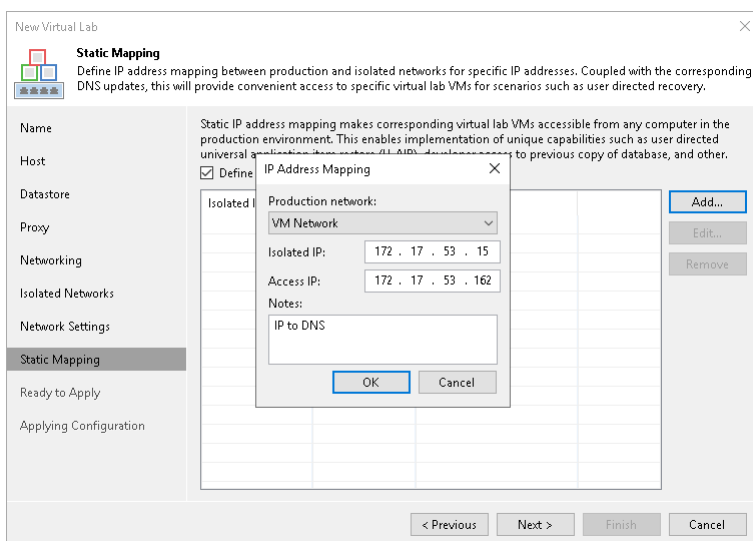 New Virtual Lab
Static Mapping
Define IP address mapping between production and isolated networks for specific IP addresses. Coupled with the corresponding
DNS updates, this will provide convenient access to specific virtual lab VMs for scenarios such as user directed recovery.
Name
Host
Datastore
Proxy
Networking
Isolated Networks
Network Settings
Static Mapping
Ready to Apply
Applying Configuration
Static IP address mapping makes corresponding virtual lab VMs accessible from any computer in the
production environment. This enables implementation of unique capabilities such as user directed
universal to previous copy of database, and other.
Define
Isolated I
Add...
Edit...
Remove
IP Address Mapping
Production network:
VM Network
Isolated IP: 172 . 17 . 53 . 15
Access IP: 172 . 17 . 53 . 162
Notes:
IP to DNS
OK Cancel
< Previous Next > Finish Cancel